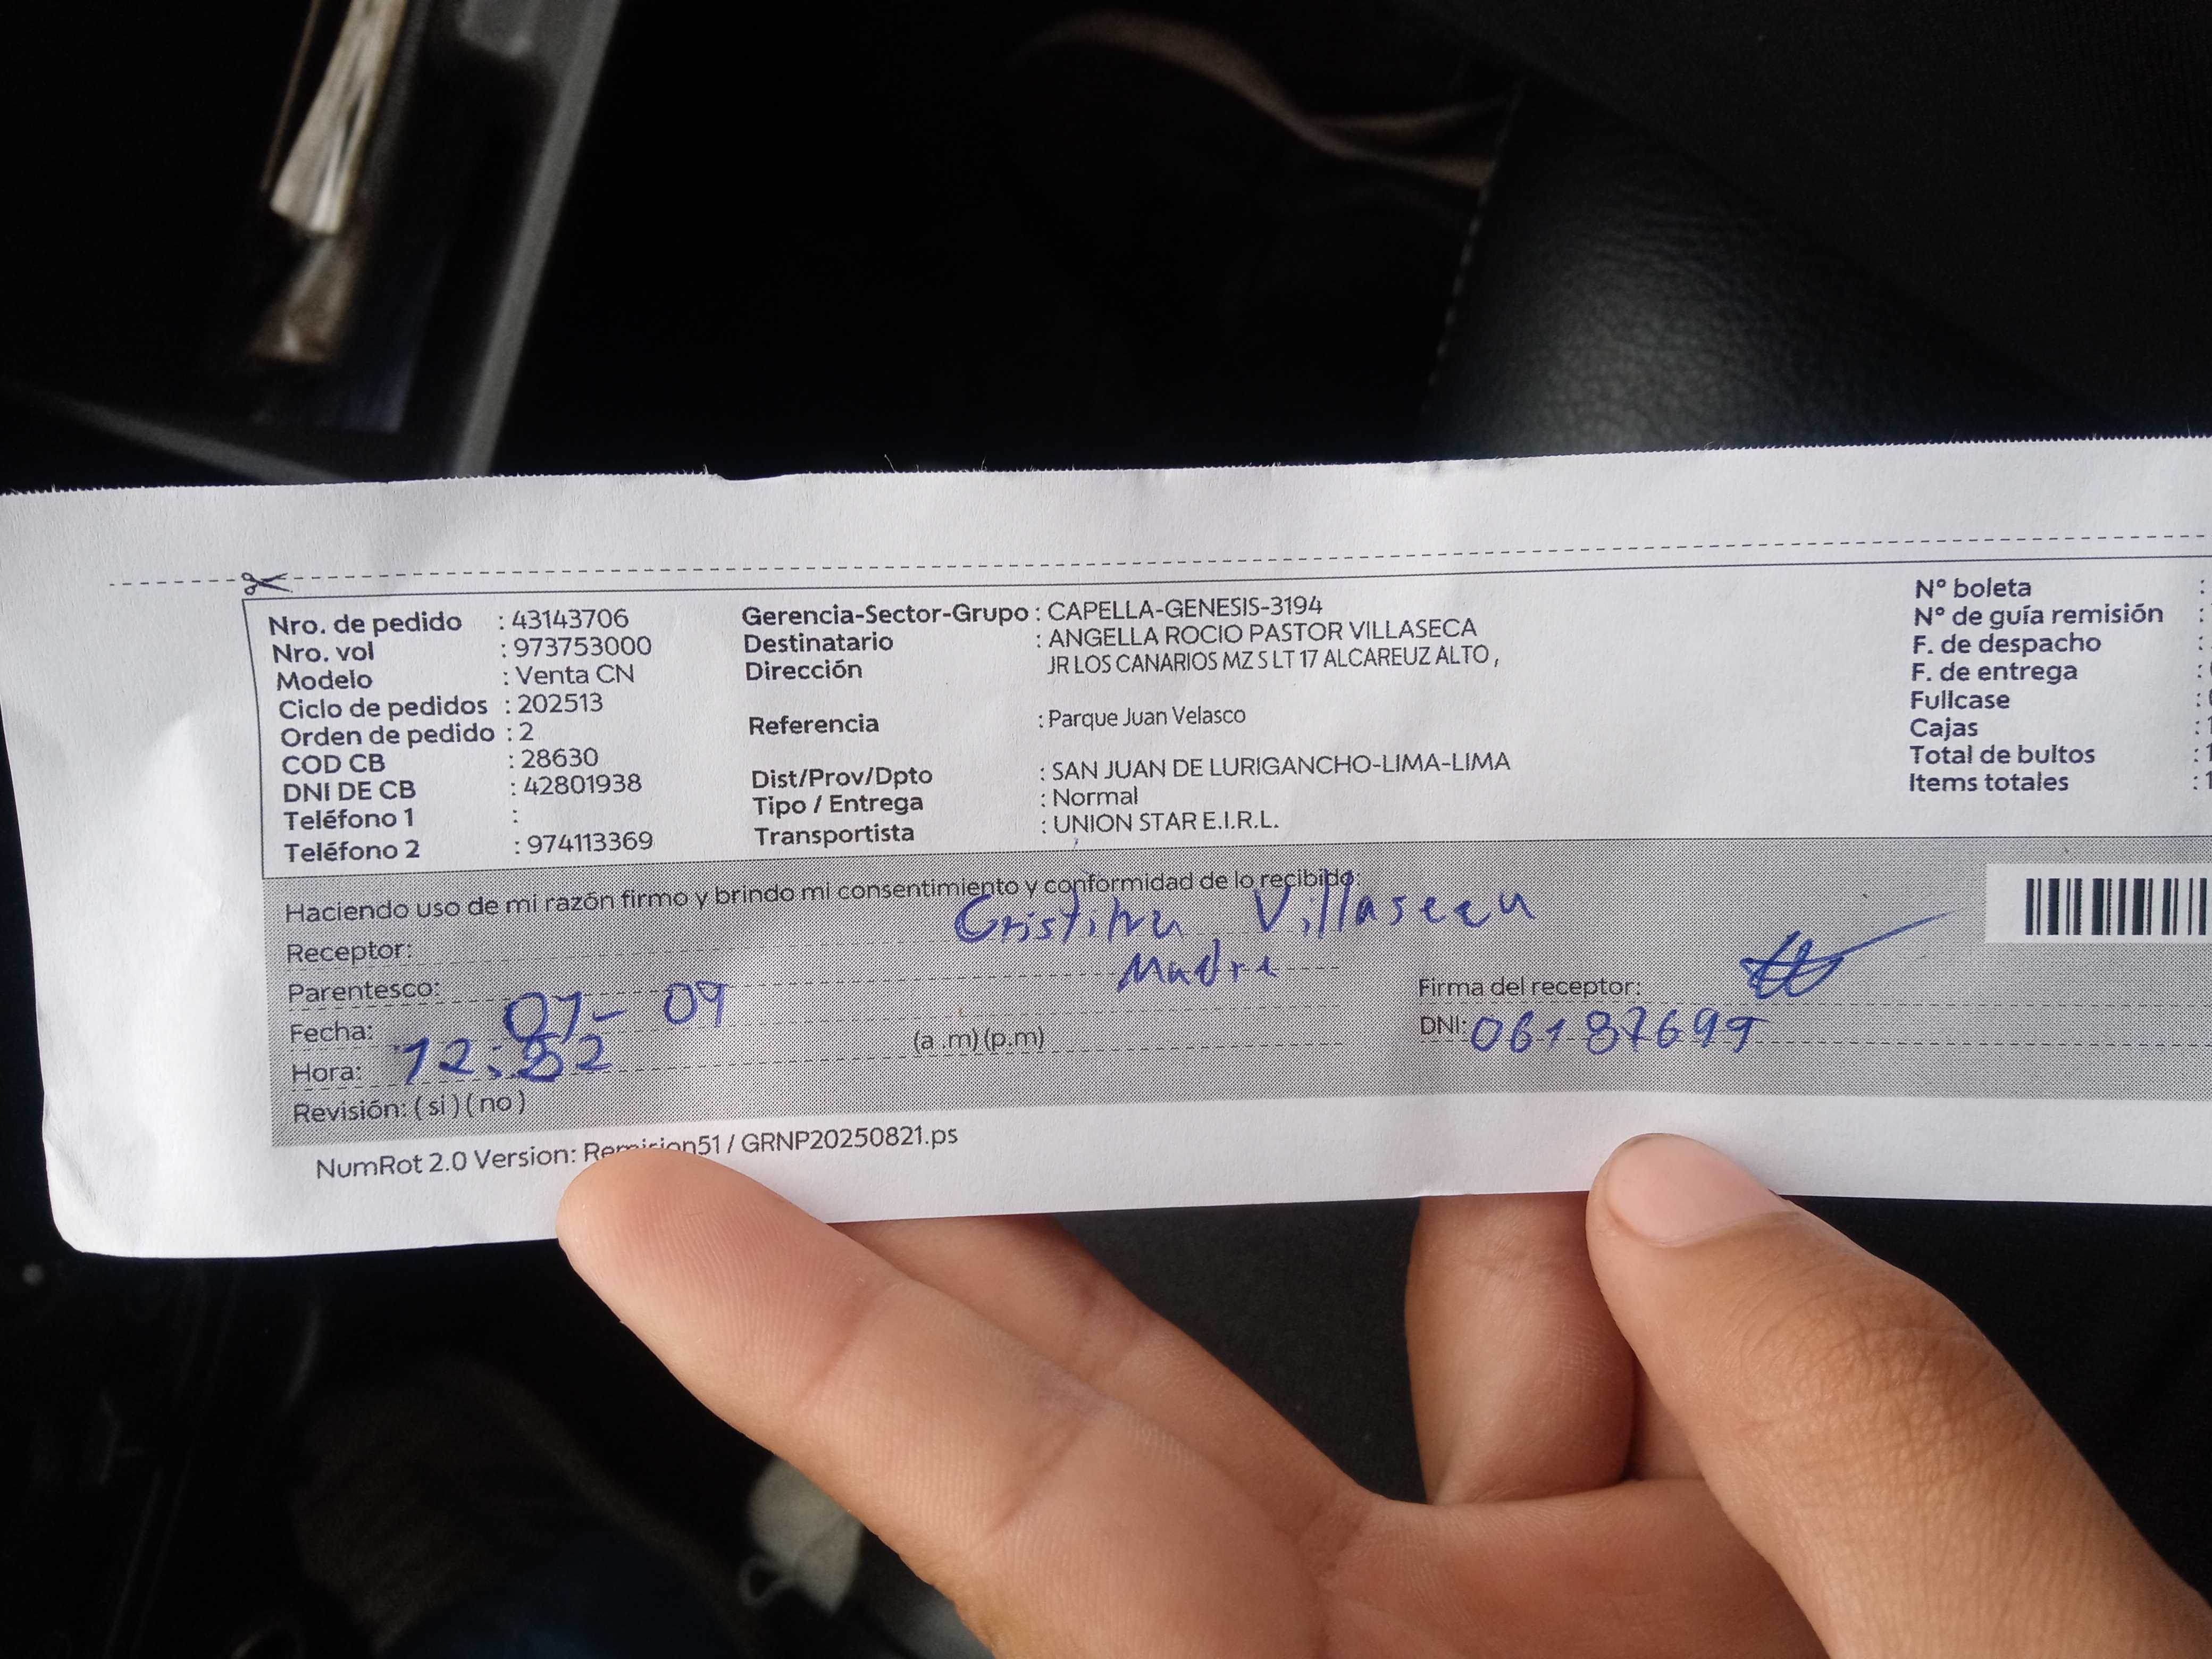 Nro. de pedido : 43143706 Gerencia-Sector-Grupo : CAPELLA-GENESIS-3194 N° boleta :
Nro. vol : 973753000 Destinatario : ANGELLA ROCIO PASTOR VILLASECA N° de guía remisión :
Modelo : Venta CN Dirección JR LOS CANARIOS MZ S LT 17 ALCAREUZ ALTO , F. de despacho :
Ciclo de pedidos : 202513 F. de entrega :
Orden de pedido : 2 Referencia : Parque Juan Velasco Fullcase :
COD CB : 28630 Cajas :
DNI DE CB : 42801938 Dist/Prov/Dpto : SAN JUAN DE LURIGANCHO-LIMA-LIMA Total de bultos :
Teléfono 1 : Tipo / Entrega : Normal Items totales :
Teléfono 2 : 974113369 Transportista : UNION STAR E.I.R.L.
Haciendo uso de mi razón firmo y brindo mi consentimiento y conformidad de lo recibido:
Receptor: Villaseca
Parentesco: Madre
Firma del receptor:
Fecha: 07- 09
DNI: 06187699
Hora: 12:52 (a .m) (p.m)
Revisión: ( si ) ( no )
NumRot 2.0 Version: Remision51 / GRNP20250821.ps